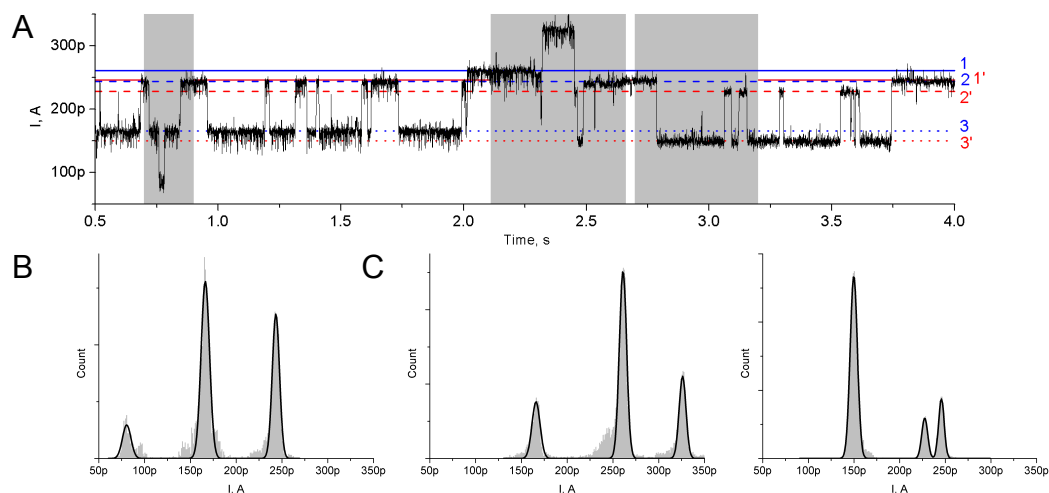 A
I, A
300p
200p
100p
0.5 1.0 1.5 2.0 2.5 3.0 3.5 4.0
Time, s
1
1'
2
2'
3
3'
B
Count
50p 100p 150p 200p 250p 300p 350p
I, A
C
Count
50p 100p 150p 200p 250p 300p 350p
I, A
Count
50p 100p 150p 200p 250p 300p 350p
I, A